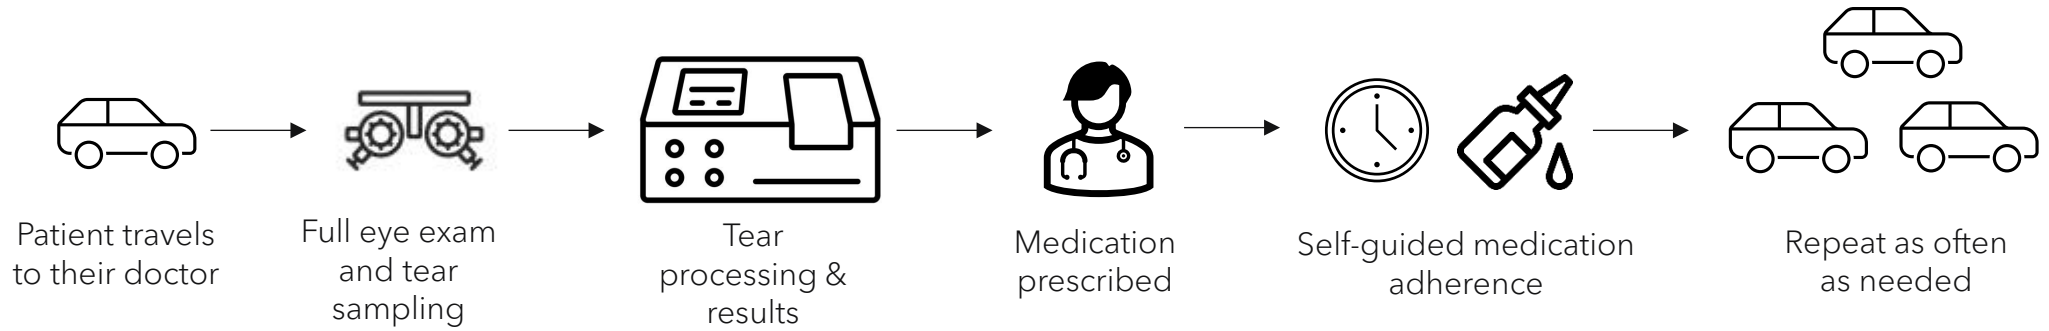 Patient travels
to their doctor
Full eye exam
and tear
sampling
Tear
processing &
results
Medication
prescribed
Self-guided medication
adherence
Repeat as often
as needed